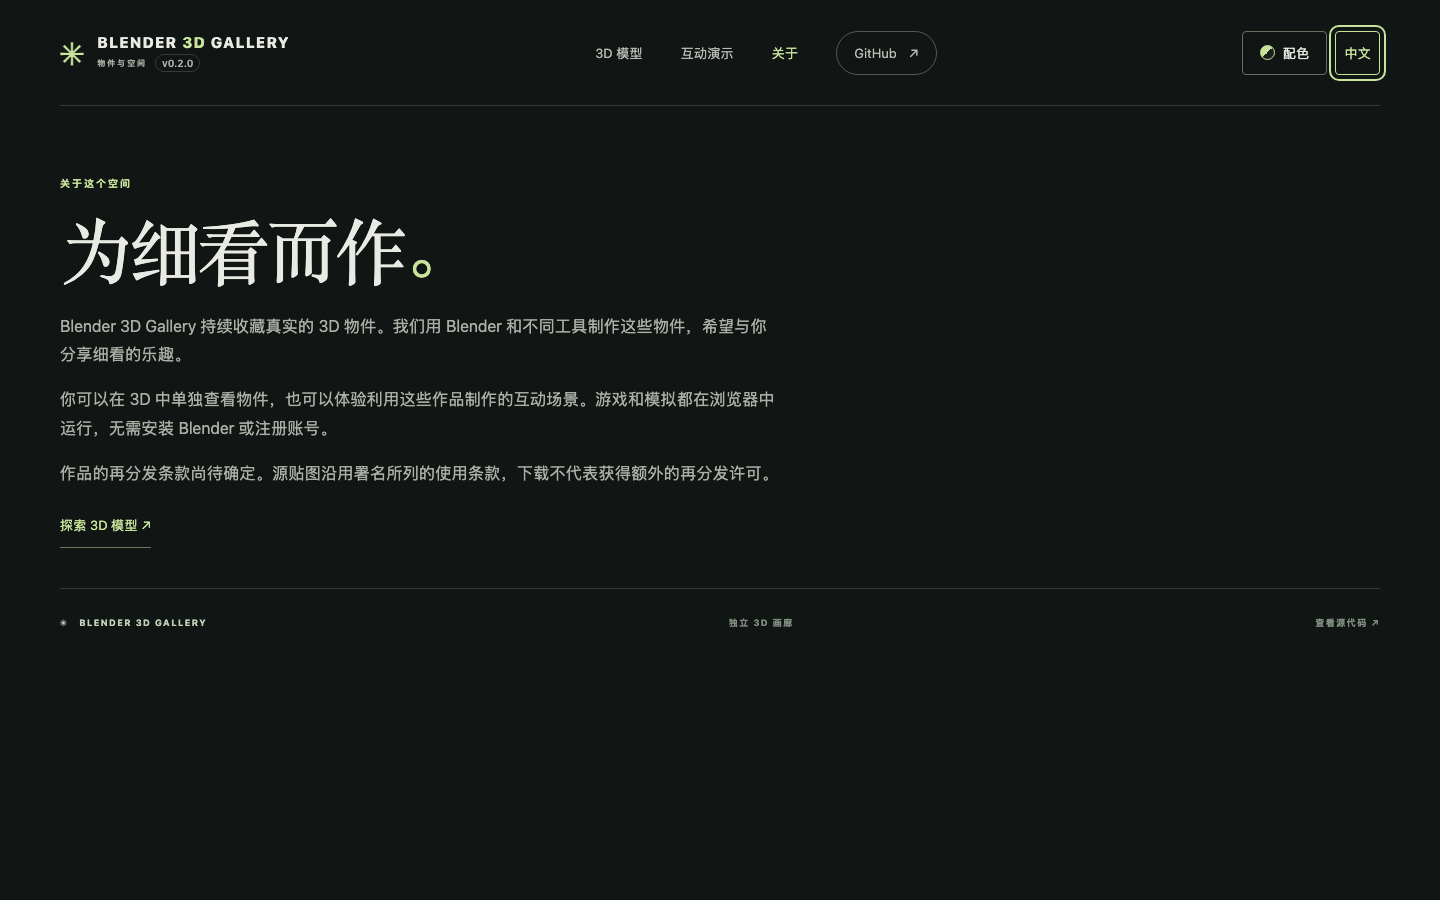 BLENDER 3D GALLERY
物件与空间 v0.2.0
3D 模型 互动演示 关于 GitHub ↗
配色 中文
关于这个空间
为细看而作。
Blender 3D Gallery 持续收藏真实的 3D 物件。我们用 Blender 和不同工具制作这些物件，希望与你
分享细看的乐趣。
你可以在 3D 中单独查看物件，也可以体验利用这些作品制作的互动场景。游戏和模拟都在浏览器中
运行，无需安装 Blender 或注册账号。
作品的再分发条款尚待确定。源贴图沿用署名所列的使用条款，下载不代表获得额外的再分发许可。
探索 3D 模型 ↗
BLENDER 3D GALLERY
独立 3D 画廊
查看源代码 ↗